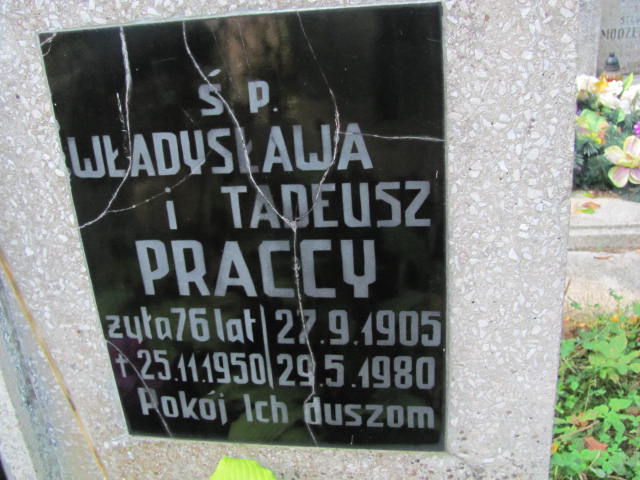 Ś P.
WŁADYSŁAWA
i TADEUSZ
PRACCY
żyła 76 lat | 27.9.1905
+ 25.11.1950 | 29.5.1980
Pokój Ich duszom